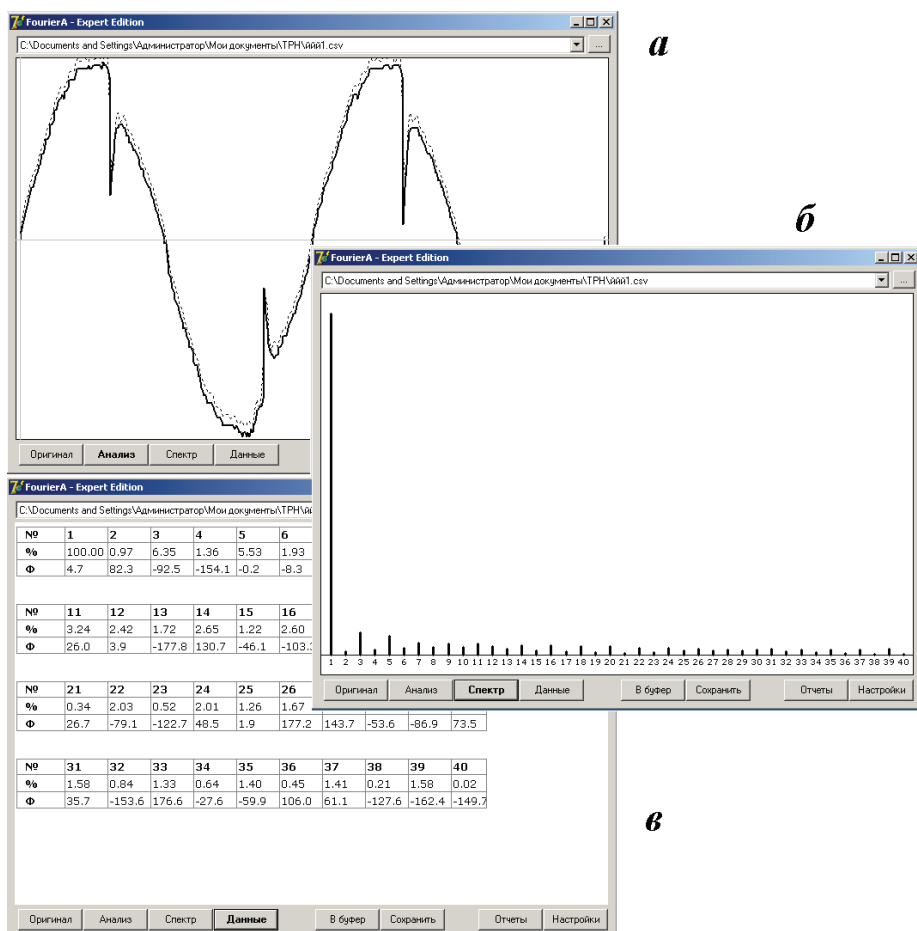 FourierA - Expert Edition
C:\Documents and Settings\Администратор\Мои документы\ТРН\ййй1.csv
...
а
Оригинал Анализ Спектр Данные
б
FourierA - Expert Edition
C:\Documents and Settings\Администратор\Мои документы\ТРН\ййй1.csv
...
1 2 3 4 5 6 7 8 9 10 11 12 13 14 15 16 17 18 19 20 21 22 23 24 25 26 27 28 29 30 31 32 33 34 35 36 37 38 39 40
Оригинал Анализ Спектр Данные В буфер Сохранить Отчеты Настройки
FourierA - Expert Edition
C:\Documents and Settings\Администратор\Мои документы\ТРН\
№ 1 2 3 4 5 6
% 100.00 0.97 6.35 1.36 5.53 1.93
Ф 4.7 82.3 -92.5 -154.1 -0.2 -8.3
№ 11 12 13 14 15 16
% 3.24 2.42 1.72 2.65 1.22 2.60
Ф 26.0 3.9 -177.8 130.7 -46.1 -103.
№ 21 22 23 24 25 26
% 0.34 2.03 0.52 2.01 1.26 1.67
Ф 26.7 -79.1 -122.7 48.5 1.9 177.2 143.7 -53.6 -86.9 73.5
№ 31 32 33 34 35 36 37 38 39 40
% 1.58 0.84 1.33 0.64 1.40 0.45 1.41 0.21 1.58 0.02
Ф 35.7 -153.6 176.6 -27.6 -59.9 106.0 61.1 -127.6 -162.4 -149.7
в
Оригинал Анализ Спектр Данные В буфер Сохранить Отчеты Настройки